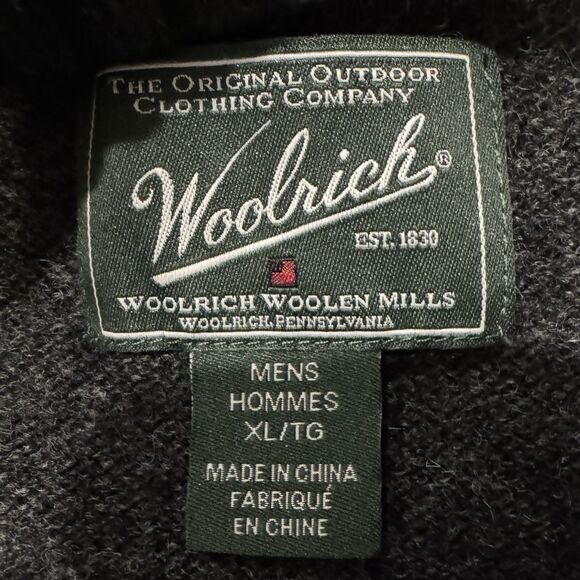 THE ORIGINAL OUTDOOR
CLOTHING COMPANY
Woolrich®
EST. 1830
WOOLRICH WOOLEN MILLS
WOOLRICH, PENNSYLVANIA
MENS
HOMMES
XL/TG
MADE IN CHINA
FABRIQUÉ
EN CHINE